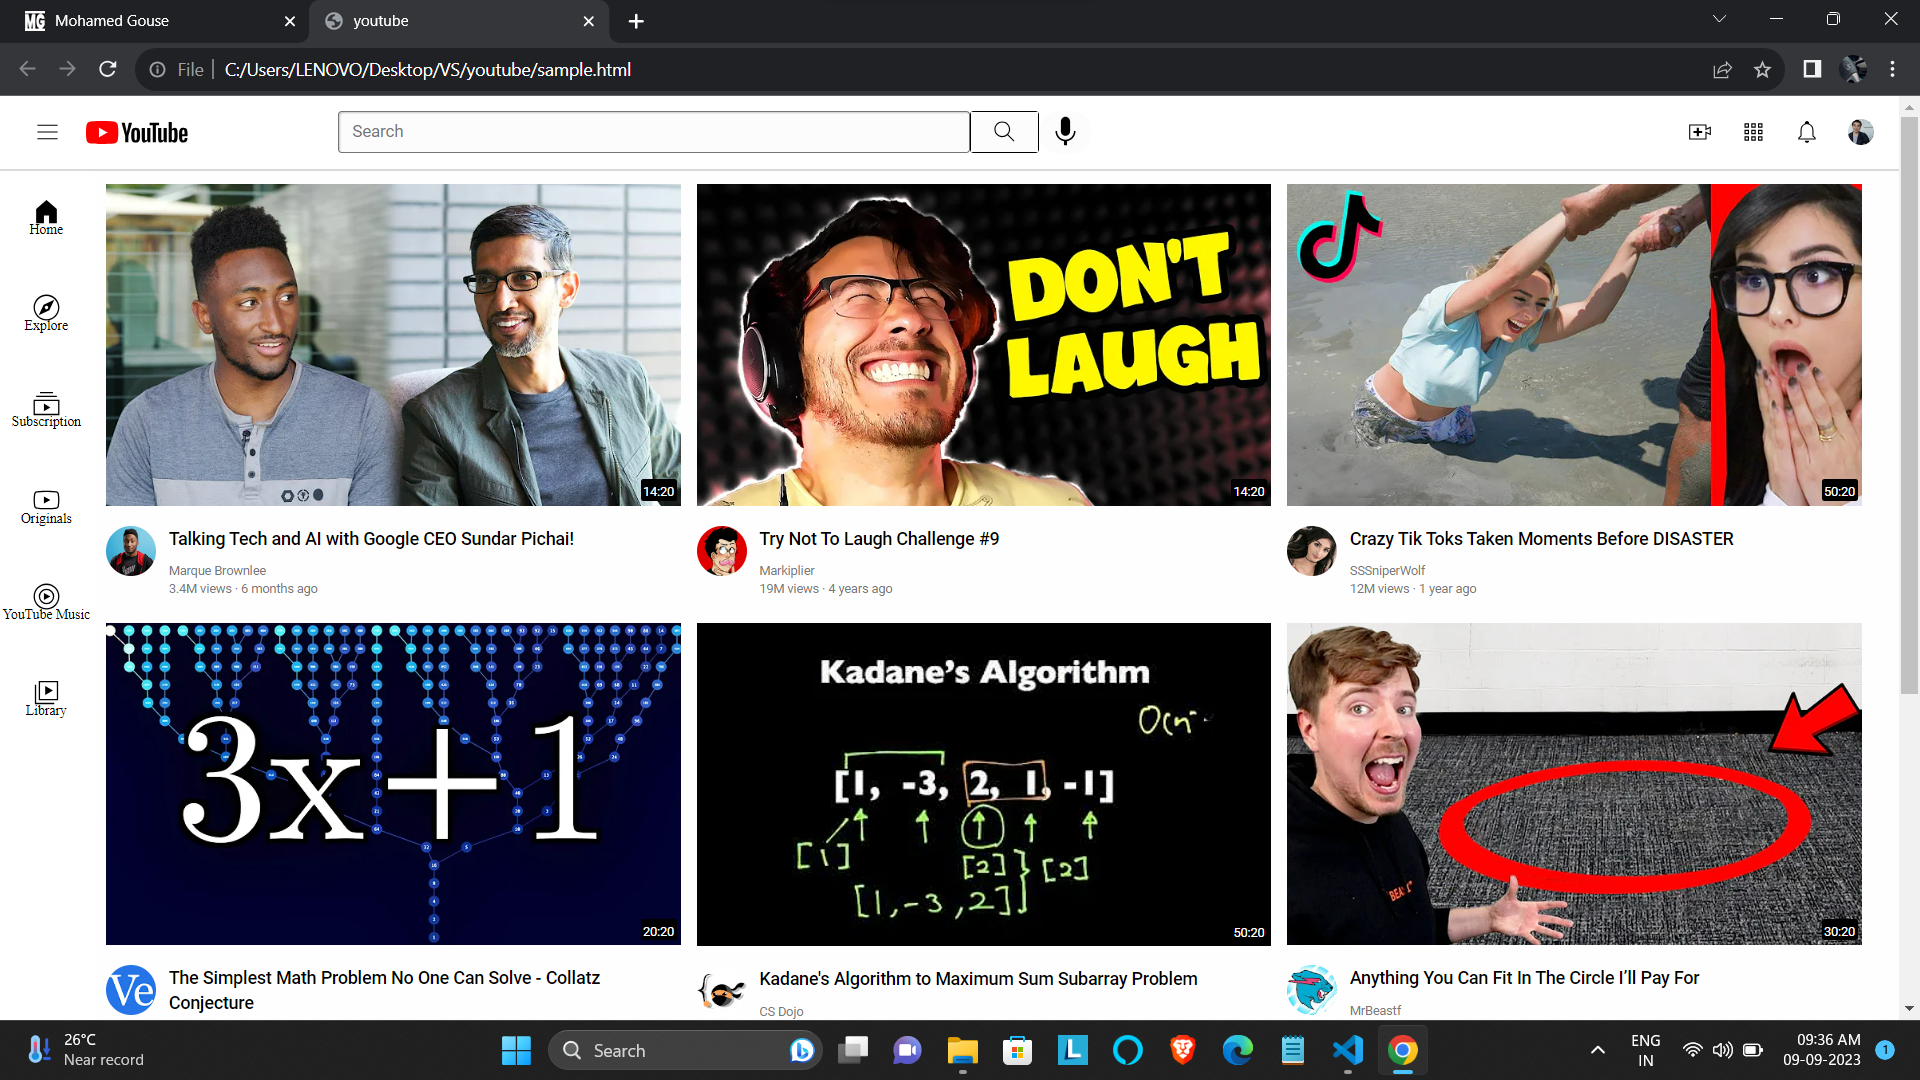 MG Mohamed Gouse
youtube
File
C:/Users/LENOVO/Desktop/VS/youtube/sample.html
YouTube
Search
Home
Explore
Subscription
Originals
YouTube Music
Library
14:20
Talking Tech and AI with Google CEO Sundar Pichai!
Marque Brownlee
3.4M views · 6 months ago
DON'T
LAUGH
14:20
Try Not To Laugh Challenge #9
Markiplier
19M views · 4 years ago
50:20
Crazy Tik Toks Taken Moments Before DISASTER
SSSniperWolf
12M views · 1 year ago
3x+1
20:20
Ve
The Simplest Math Problem No One Can Solve - Collatz
Conjecture
Kadane's Algorithm
[1, -3, 2, 1, -1]
[1]
[2]
[2]
[1,-3,2]
50:20
Kadane's Algorithm to Maximum Sum Subarray Problem
CS Dojo
30:20
Anything You Can Fit In The Circle I’ll Pay For
MrBeastf
26°C
Near record
Search
L
ENG
IN
09:36 AM
09-09-2023
1